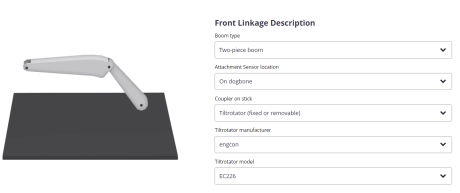 Front Linkage Description
Boom type
Two-piece boom
Attachment Sensor location
On dogbone
Coupler on stick
Tiltrotator (fixed or removable)
Tiltrotator manufacturer
engcon
Tiltrotator model
EC226